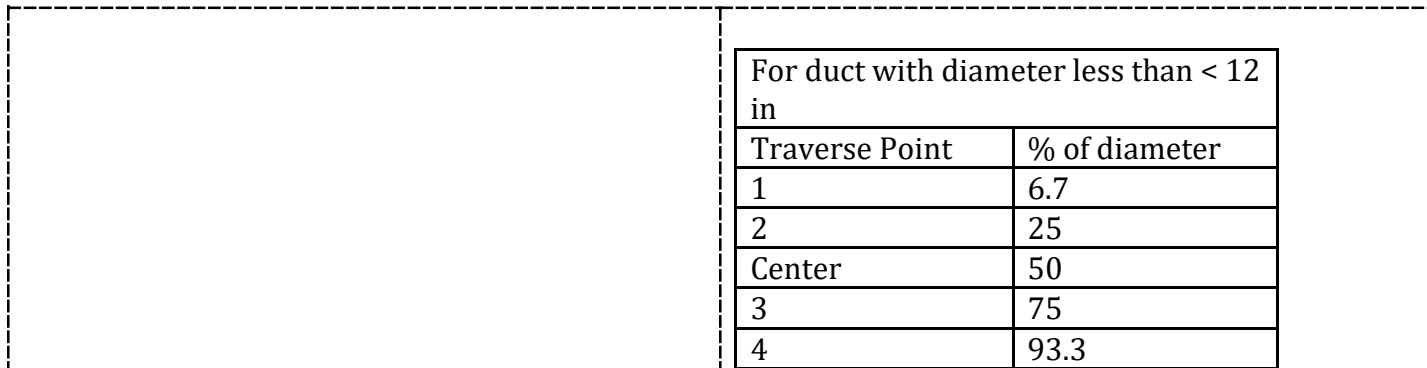 For duct with diameter less than < 12
in
Traverse Point % of diameter
1 6.7
2 25
Center 50
3 75
4 93.3